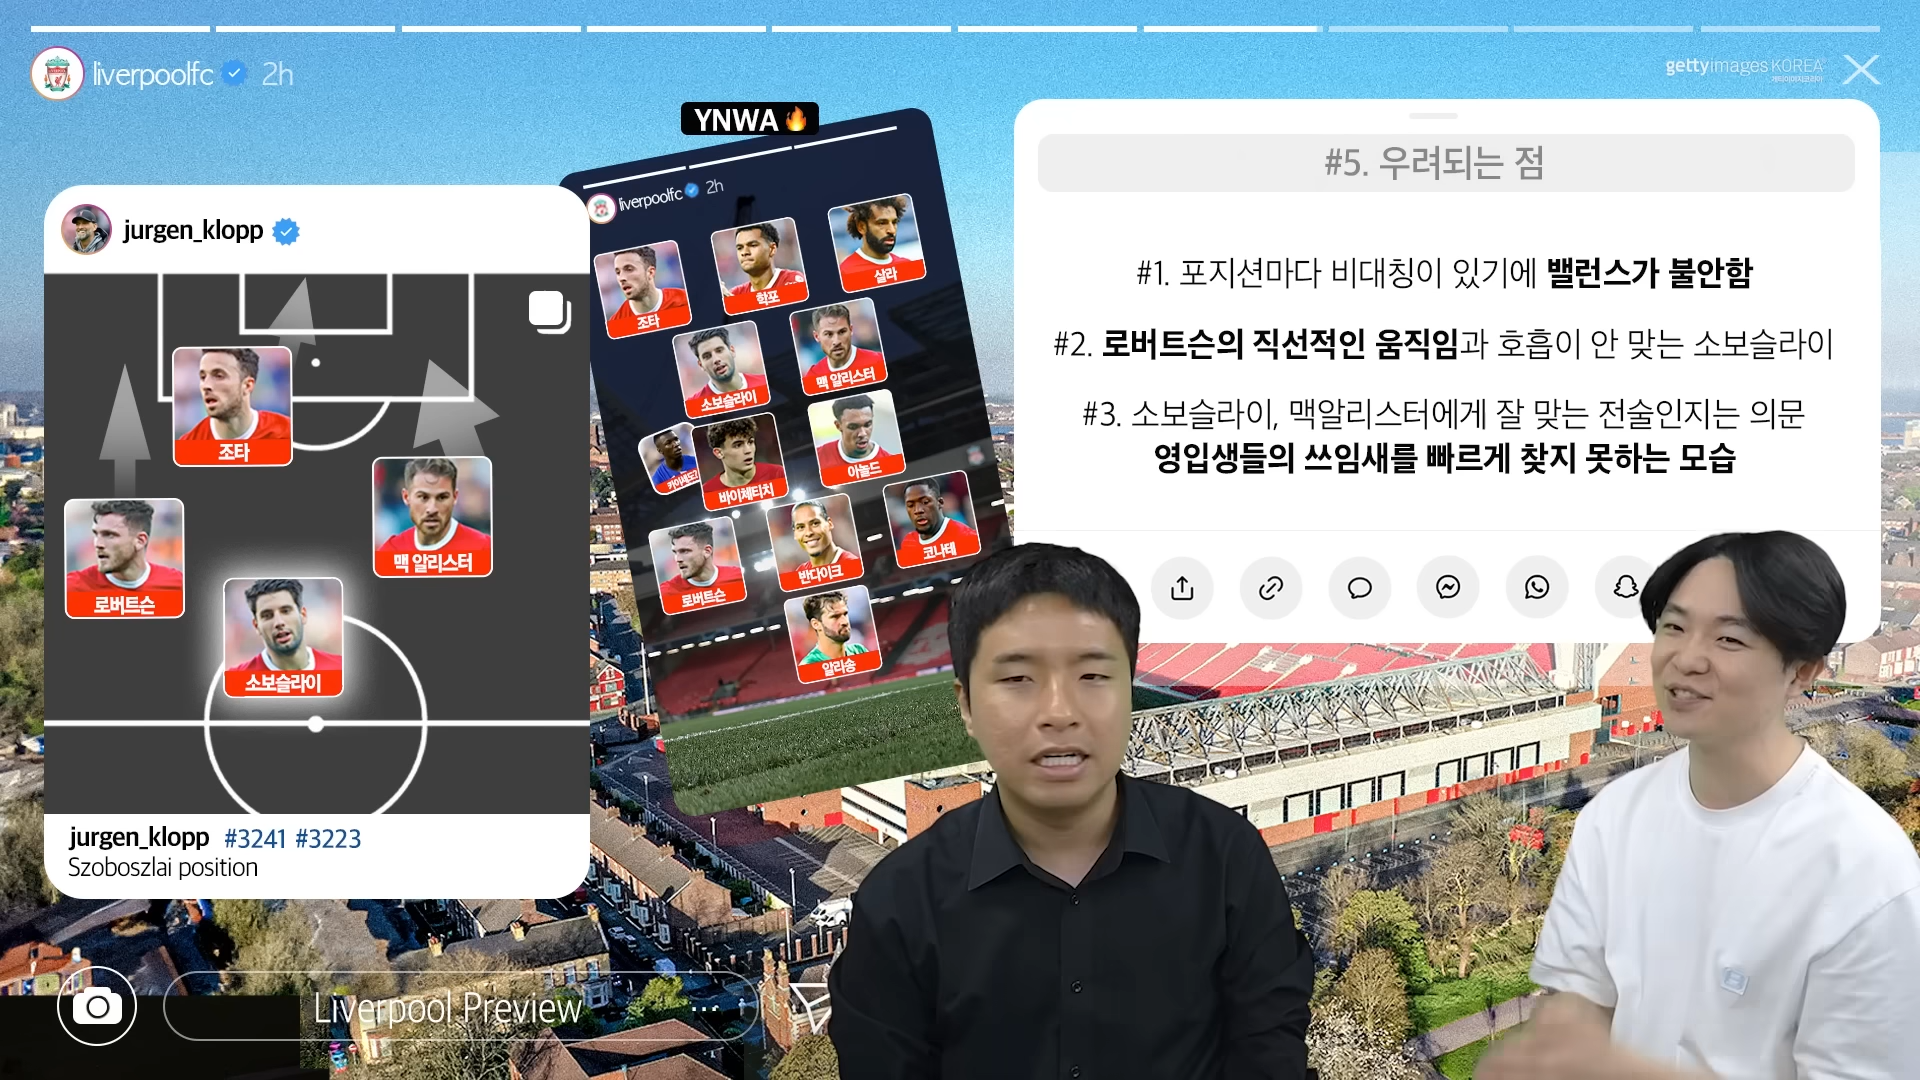 liverpoolfc 2h
gettyimages KOREA
게티이미지코리아
YNWA🔥
liverpoolfc 2h
조타
학포
살라
소보슬라이
맥 알리스터
카이세도?
바이체티치
아놀드
로버트슨
반다이크
코나테
알리송
jurgen_klopp
조타
로버트슨
맥 알리스터
소보슬라이
jurgen_klopp #3241 #3223
Szoboszlai position
#5. 우려되는 점
#1. 포지션마다 비대칭이 있기에 밸런스가 불안함
#2. 로버트슨의 직선적인 움직임과 호흡이 안 맞는 소보슬라이
#3. 소보슬라이, 맥알리스터에게 잘 맞는 전술인지는 의문
영입생들의 쓰임새를 빠르게 찾지 못하는 모습
Liverpool Preview